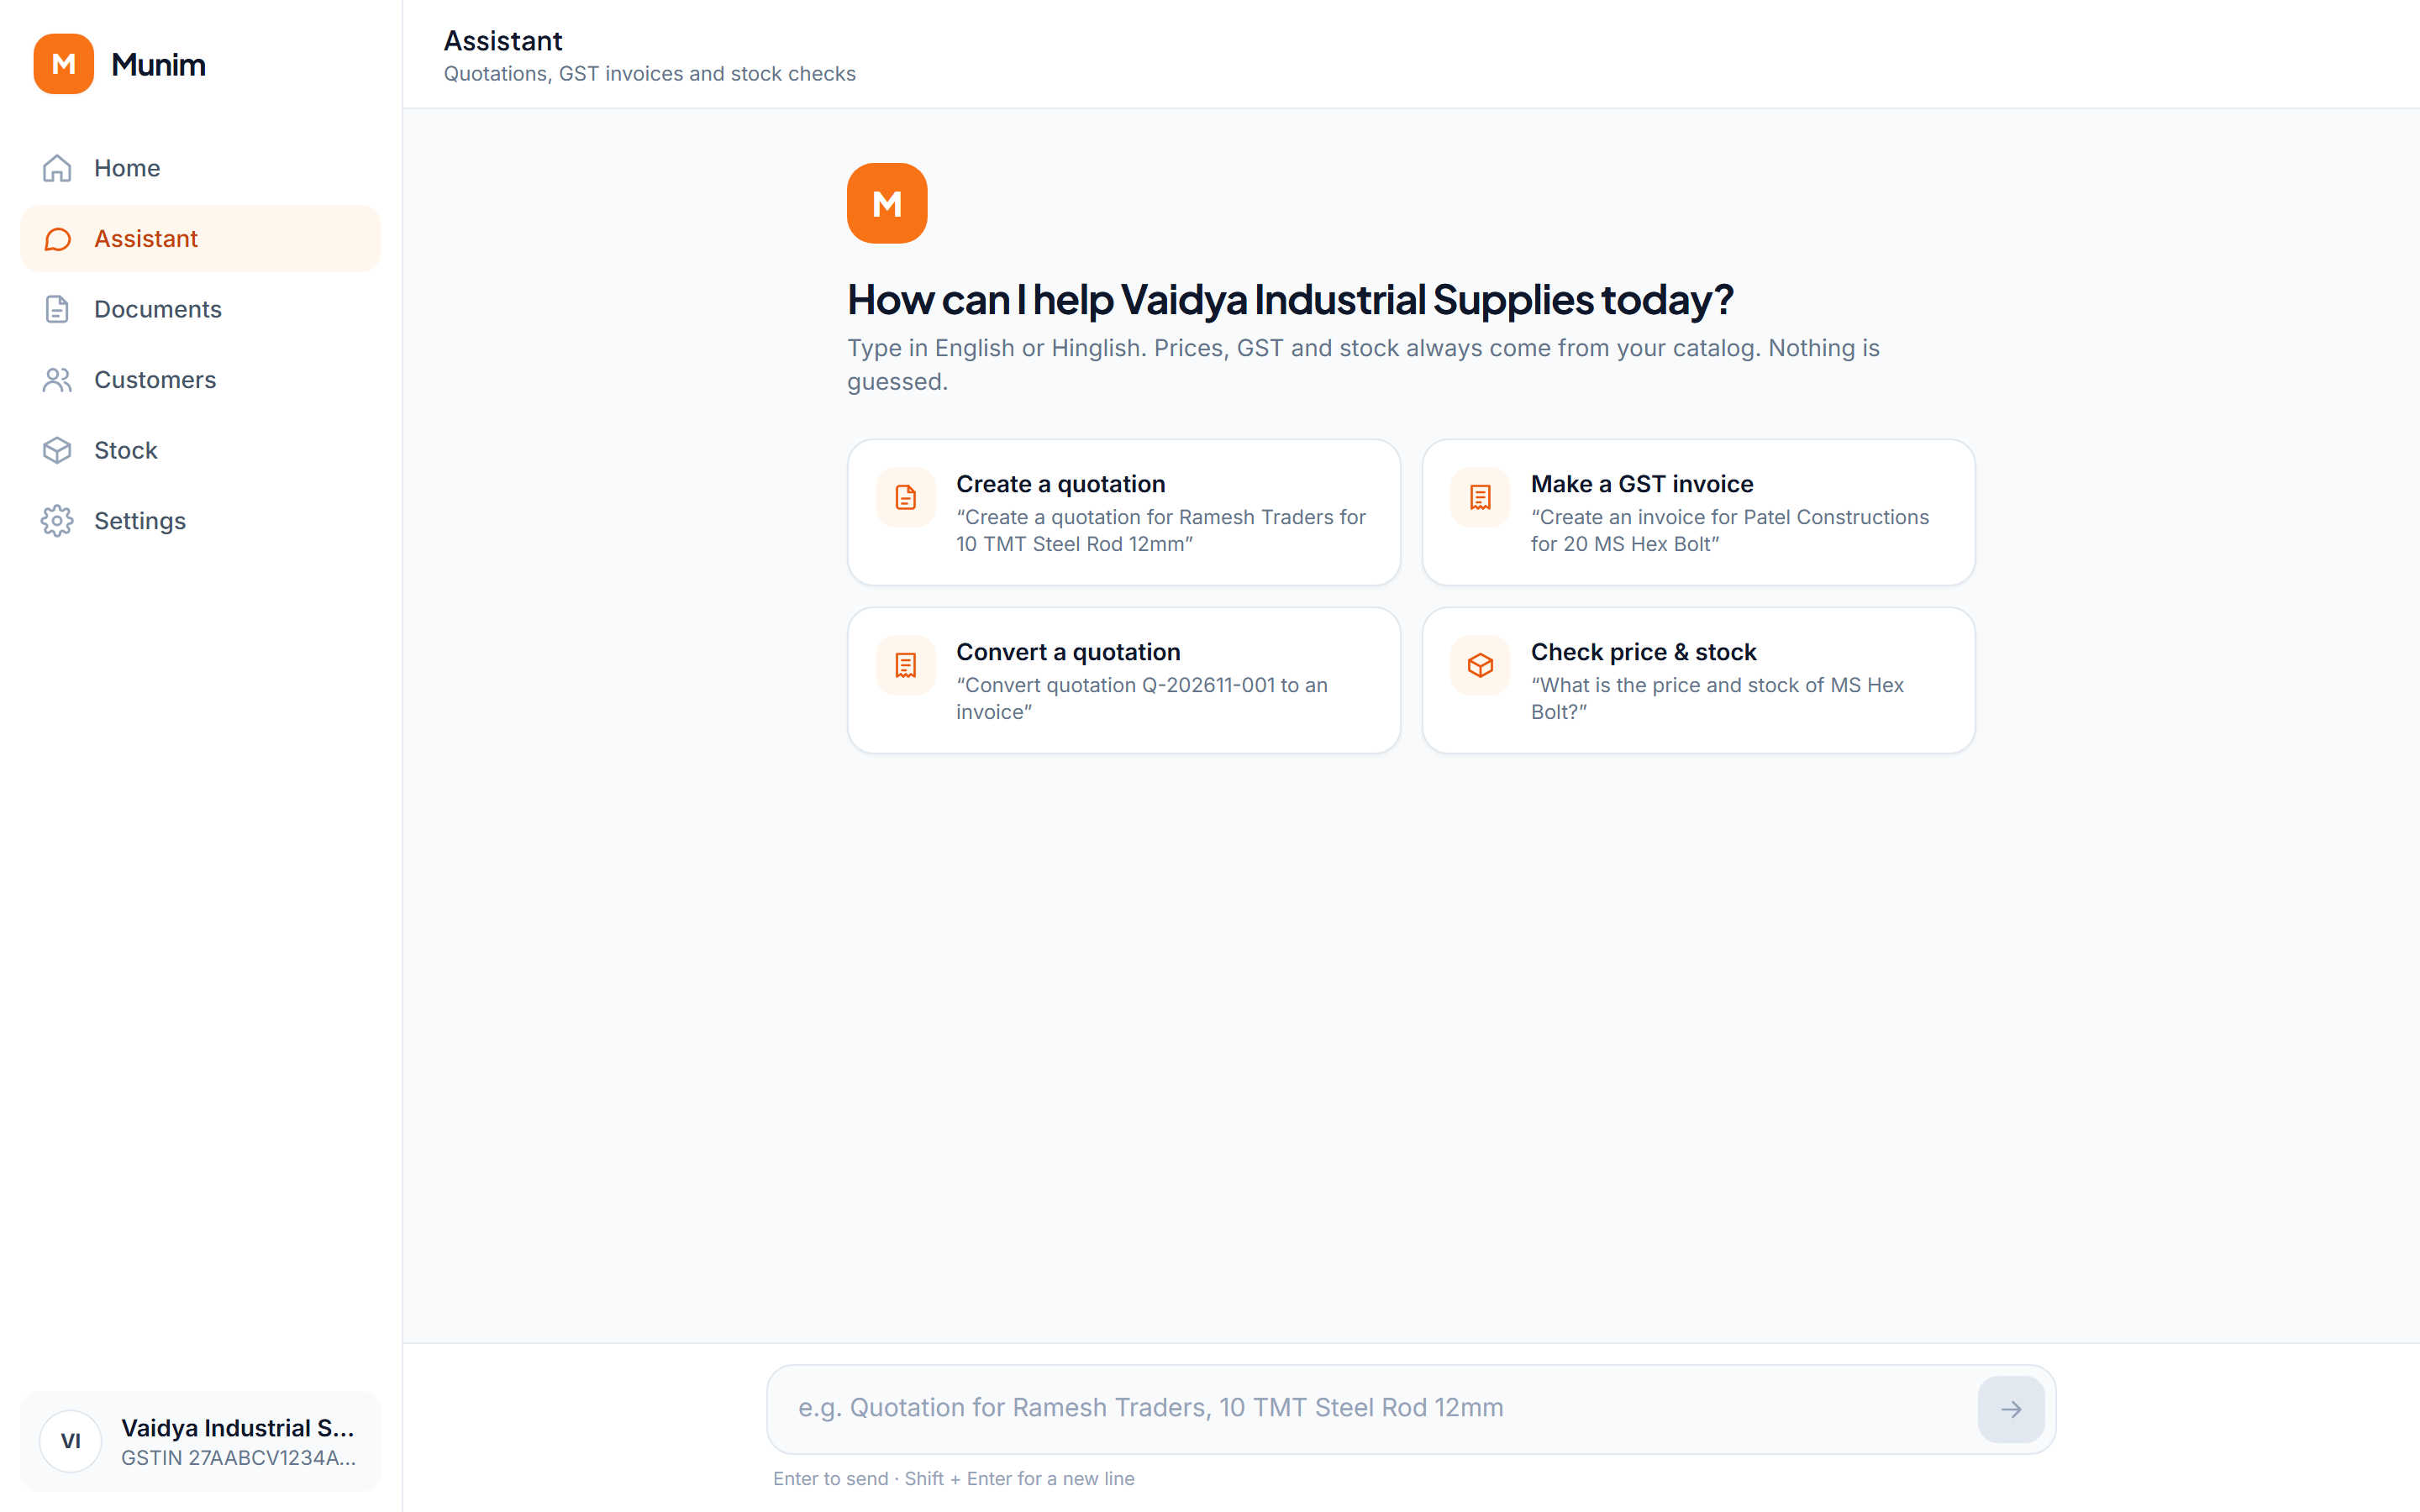 M Munim
Home
Assistant
Documents
Customers
Stock
Settings
VI
Vaidya Industrial S...
GSTIN 27AABCV1234A...
Assistant
Quotations, GST invoices and stock checks
M
How can I help Vaidya Industrial Supplies today?
Type in English or Hinglish. Prices, GST and stock always come from your catalog. Nothing is
guessed.
Create a quotation
“Create a quotation for Ramesh Traders for
10 TMT Steel Rod 12mm”
Make a GST invoice
“Create an invoice for Patel Constructions
for 20 MS Hex Bolt”
Convert a quotation
“Convert quotation Q-202611-001 to an
invoice”
Check price & stock
“What is the price and stock of MS Hex
Bolt?”
e.g. Quotation for Ramesh Traders, 10 TMT Steel Rod 12mm
Enter to send · Shift + Enter for a new line